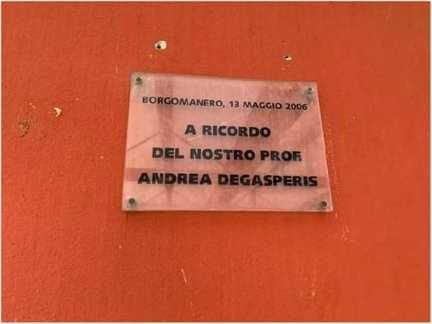 BORGOMANERO, 13 MAGGIO 2006
A RICORDO
DEL NOSTRO PROF.
ANDREA DEGASPERIS